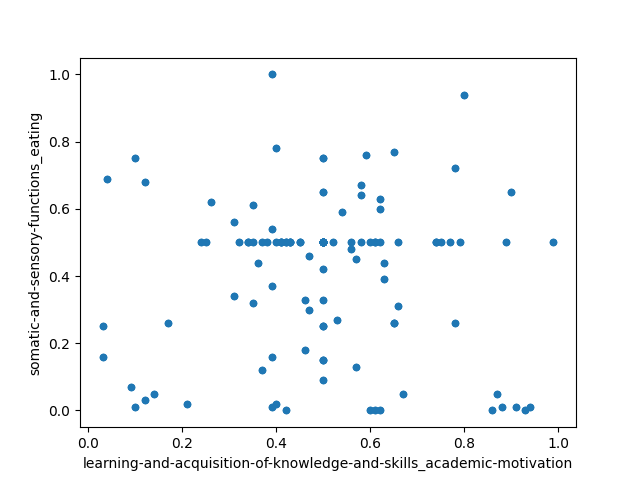 1.0
0.8
0.6
0.4
0.2
0.0
somatic-and-sensory-functions_eating
0.0 0.2 0.4 0.6 0.8 1.0
learning-and-acquisition-of-knowledge-and-skills_academic-motivation